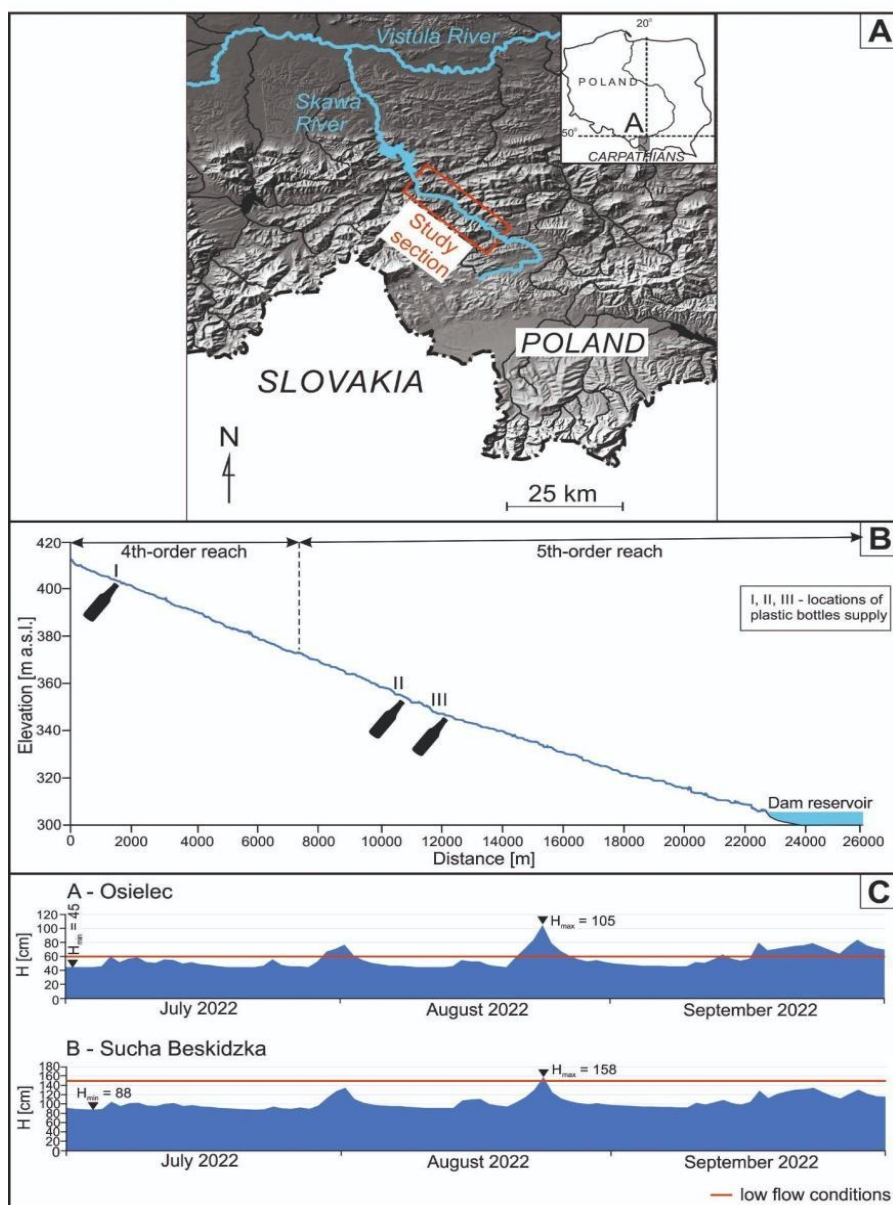 A
Vistula River
Skawa
River
Study
section
POLAND
SLOVAKIA
N
25 km
20°
POLAND
50°
A
CARPATHIANS
B
4th-order reach
5th-order reach
I, II, III - locations of
plastic bottles supply
I
II
III
Dam reservoir
Elevation [m a.s.l.]
420
400
380
360
340
320
300
0 2000 4000 6000 8000 10000 12000 14000 16000 18000 20000 22000 24000 26000
Distance [m]
C
A - Osielec
H [cm]
120
100
80
60
40
20
0
Hmin = 45
Hmax = 105
July 2022 August 2022 September 2022
B - Sucha Beskidzka
H [cm]
180
160
140
120
100
80
60
40
20
0
Hmin = 88
Hmax = 158
July 2022 August 2022 September 2022
low flow conditions